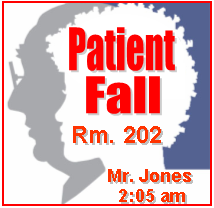 Patient
Fall
Rm. 202
Mr. Jones
2:05 am